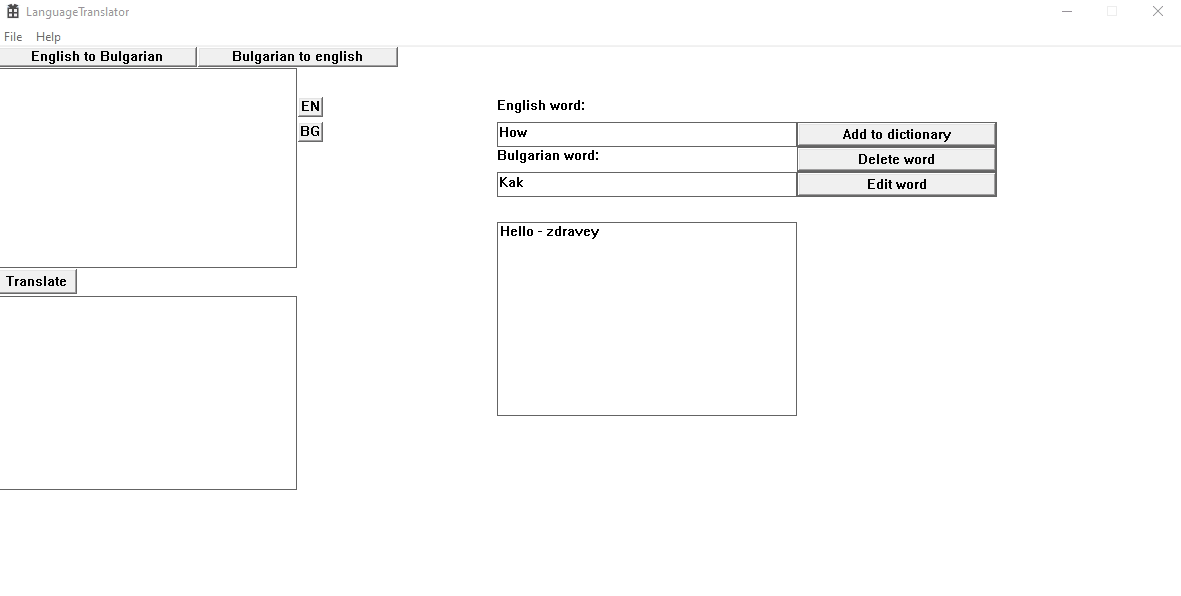 LanguageTranslator
File Help
English to Bulgarian Bulgarian to english
EN
BG
Translate
English word:
How Add to dictionary
Bulgarian word: Delete word
Kak Edit word
Hello - zdravey